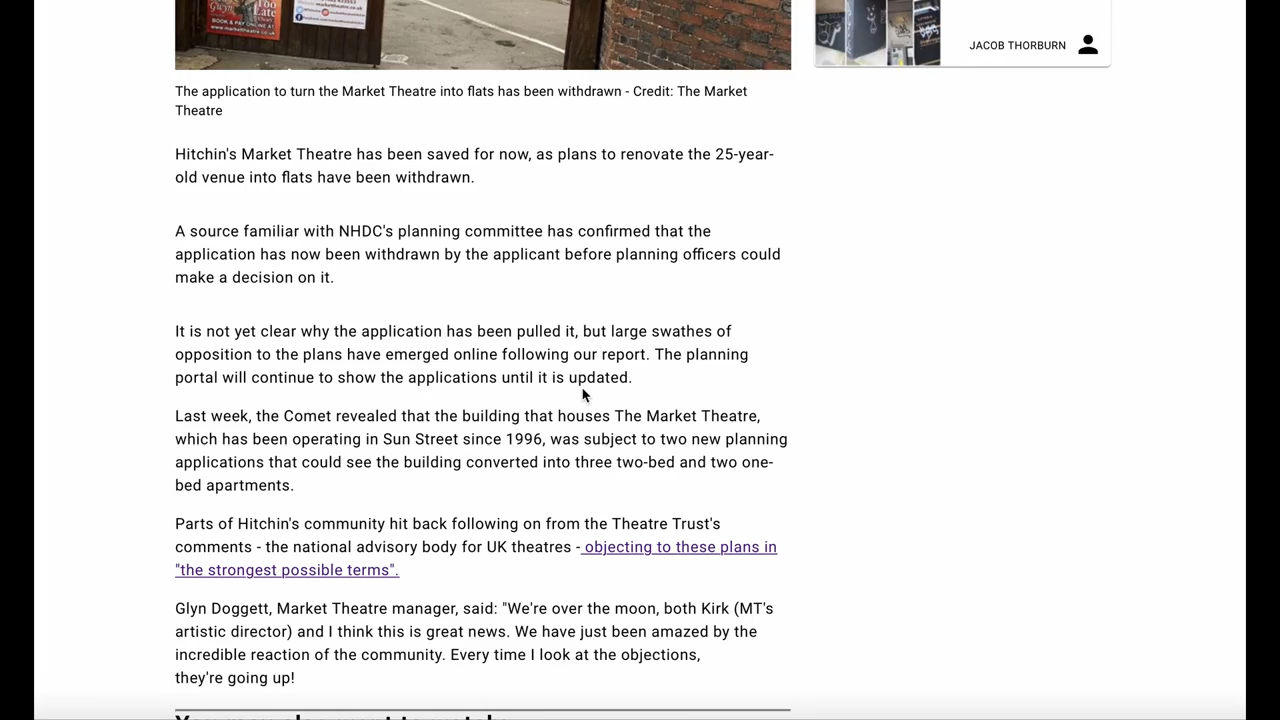 Too
Late
BOOK & PAY ONLINE AT
www.markettheatre.co.uk
JACOB THORBURN
The application to turn the Market Theatre into flats has been withdrawn - Credit: The Market
Theatre
Hitchin's Market Theatre has been saved for now, as plans to renovate the 25-year-
old venue into flats have been withdrawn.
A source familiar with NHDC's planning committee has confirmed that the
application has now been withdrawn by the applicant before planning officers could
make a decision on it.
It is not yet clear why the application has been pulled it, but large swathes of
opposition to the plans have emerged online following our report. The planning
portal will continue to show the applications until it is updated.
Last week, the Comet revealed that the building that houses The Market Theatre,
which has been operating in Sun Street since 1996, was subject to two new planning
applications that could see the building converted into three two-bed and two one-
bed apartments.
Parts of Hitchin's community hit back following on from the Theatre Trust's
comments - the national advisory body for UK theatres - objecting to these plans in
"the strongest possible terms".
Glyn Doggett, Market Theatre manager, said: "We're over the moon, both Kirk (MT's
artistic director) and I think this is great news. We have just been amazed by the
incredible reaction of the community. Every time I look at the objections,
they're going up!